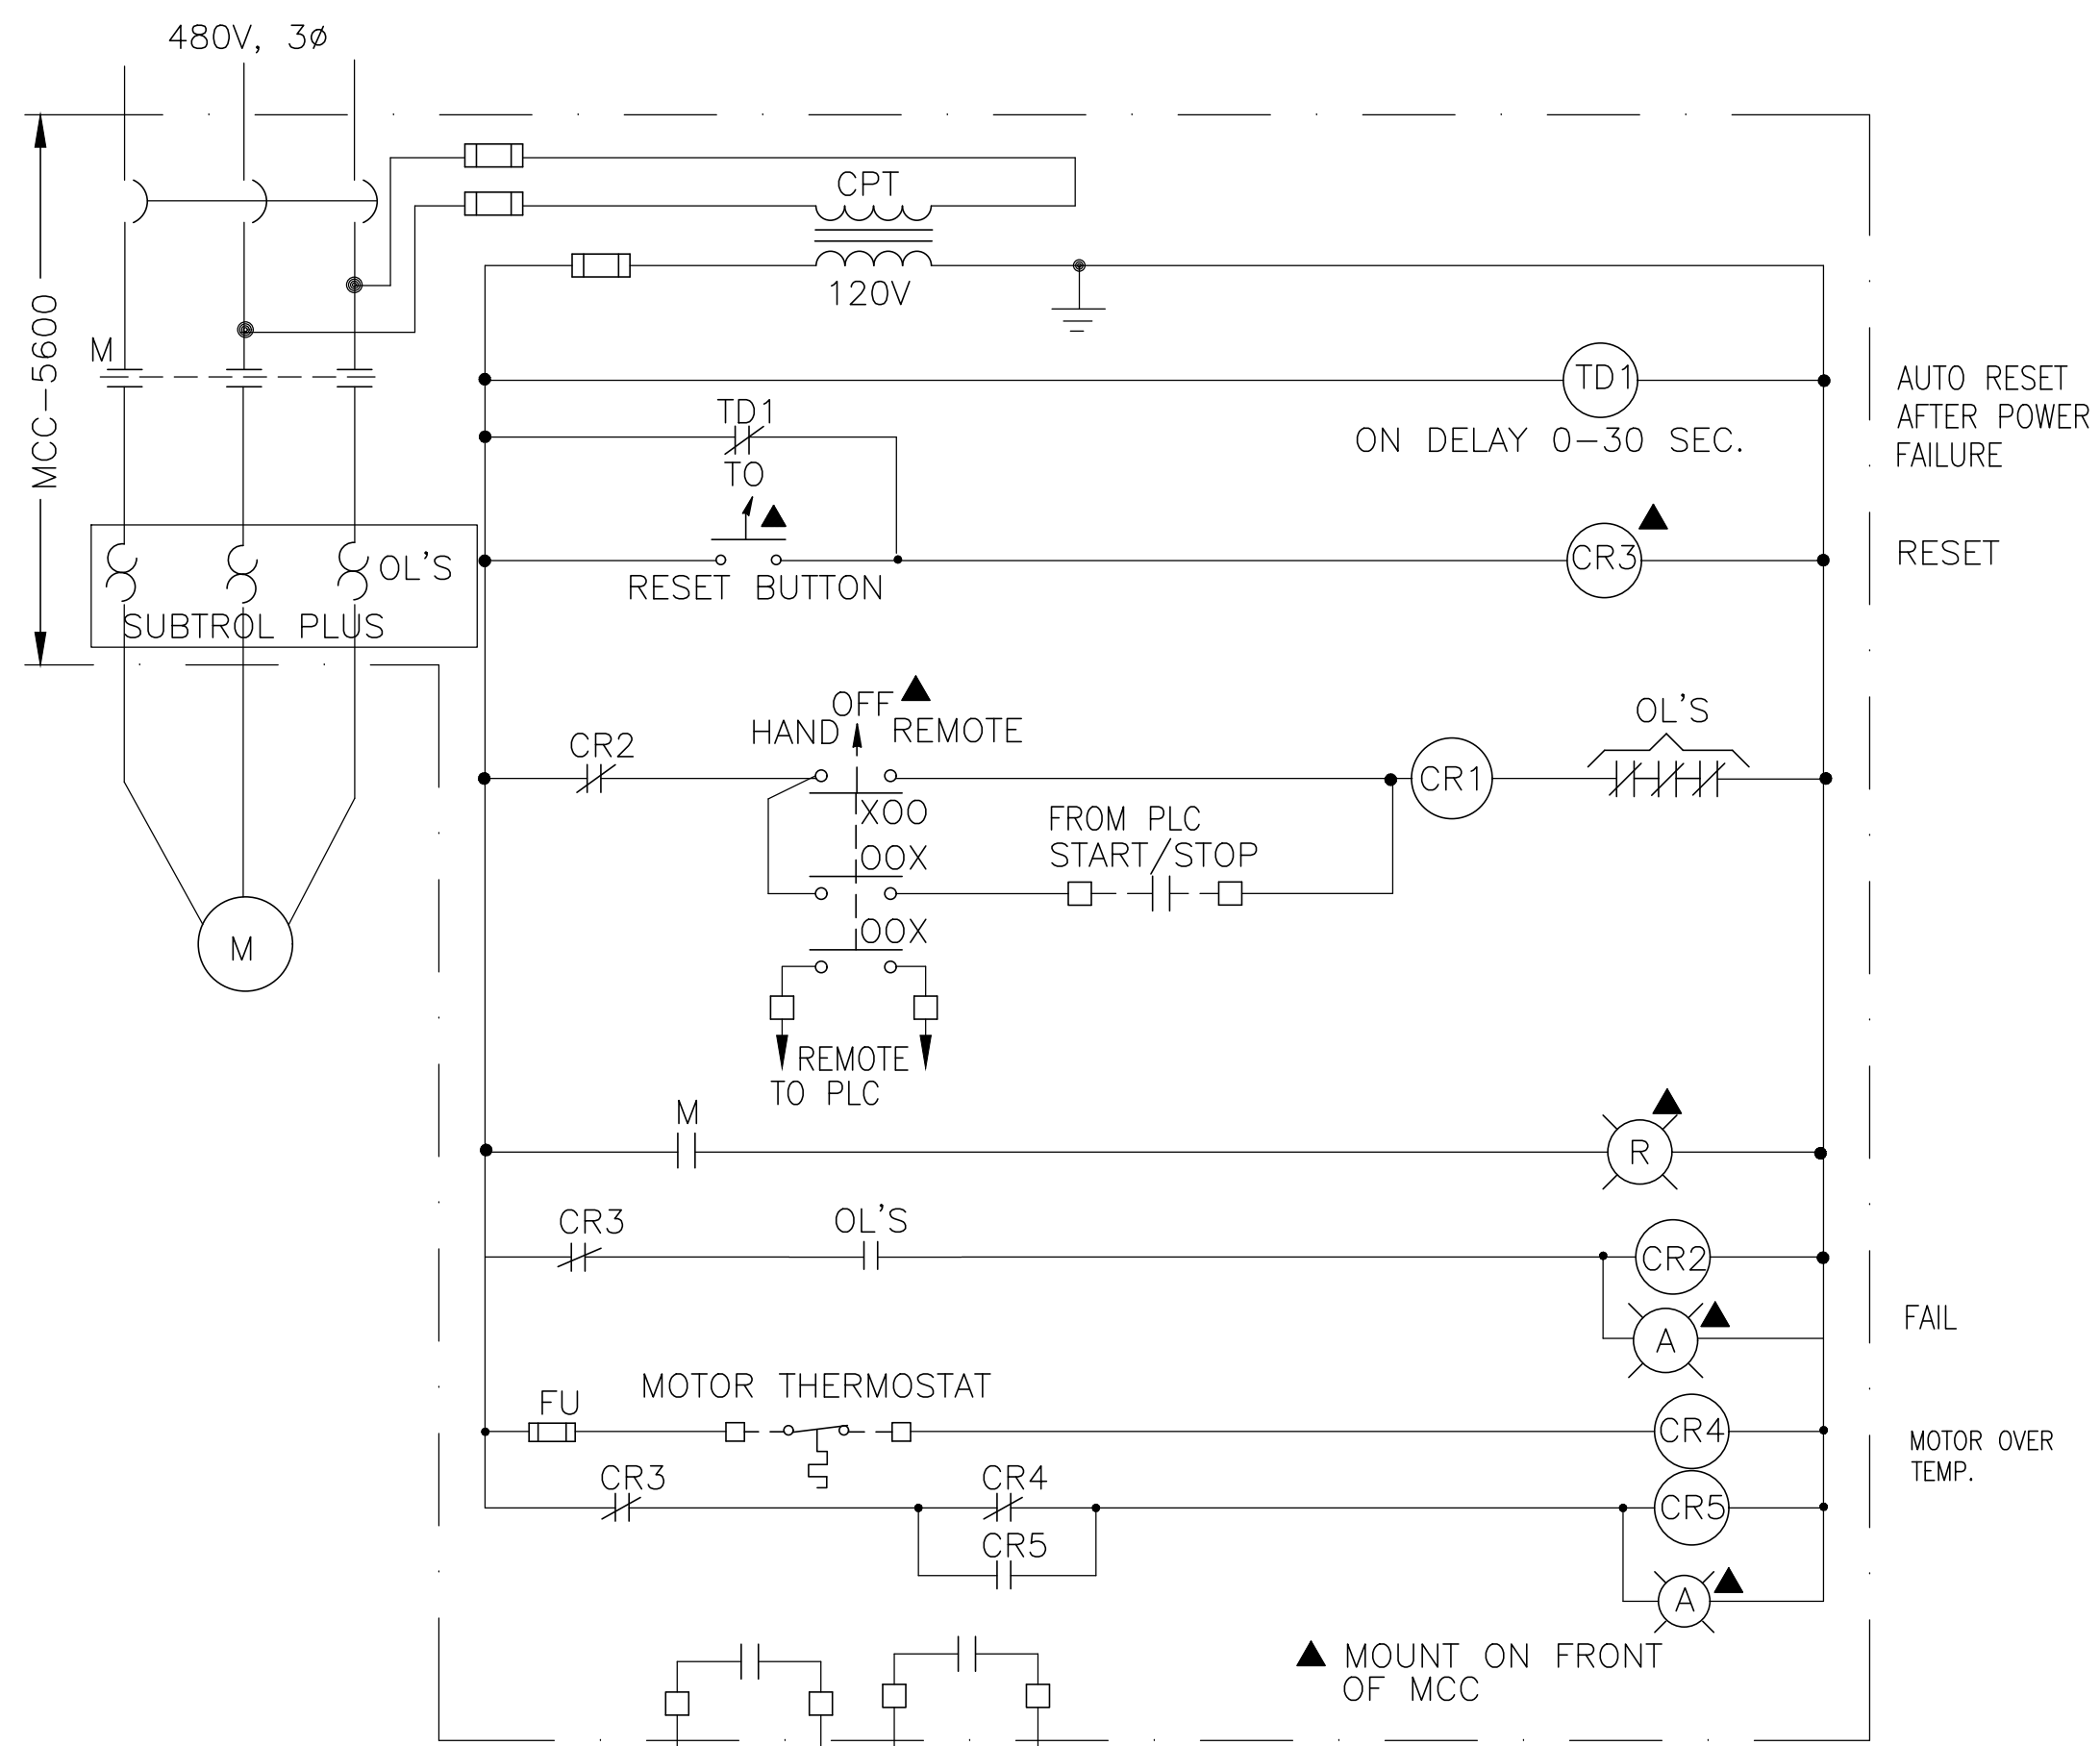 480V, 3ø
CPT
120V
MCC-5600
M
TD1
AUTO RESET
AFTER POWER
FAILURE
TD1
TO
ON DELAY 0-30 SEC.
OL'S
SUBTROL PLUS
RESET BUTTON
CR3
RESET
OFF
HAND
REMOTE
OL'S
CR2
CR1
XOO
FROM PLC
START/STOP
OOX
OOX
M
REMOTE
TO PLC
M
R
CR3
OL'S
CR2
FAIL
A
MOTOR THERMOSTAT
FU
CR4
MOTOR OVER
TEMP.
CR3
CR4
CR5
CR5
A
MOUNT ON FRONT
OF MCC